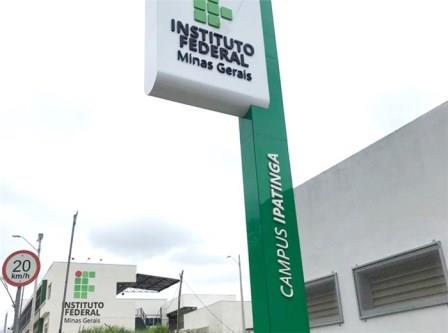 INSTITUTO
FEDERAL
Minas Gerais
CAMPUS IPATINGA
20
km/h
INSTITUTO
FEDERAL
Minas Gerais